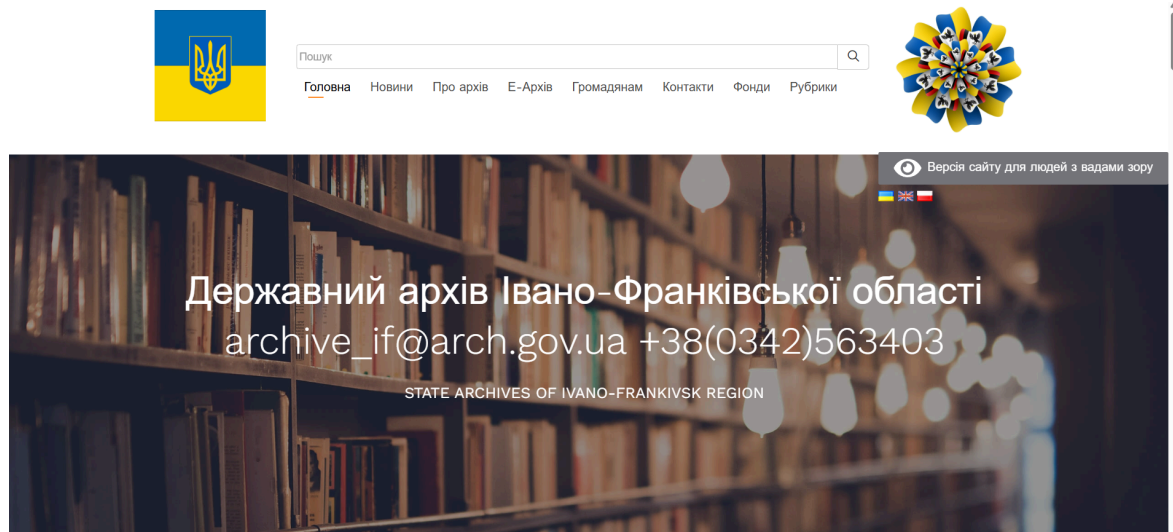 Пошук
Головна Новини Про архів Е-Архів Громадянам Контакти Фонди Рубрики
Версія сайту для людей з вадами зору
Державний архів Івано-Франківської області
archive_if@arch.gov.ua +38(0342)563403
STATE ARCHIVES OF IVANO-FRANKIVSK REGION